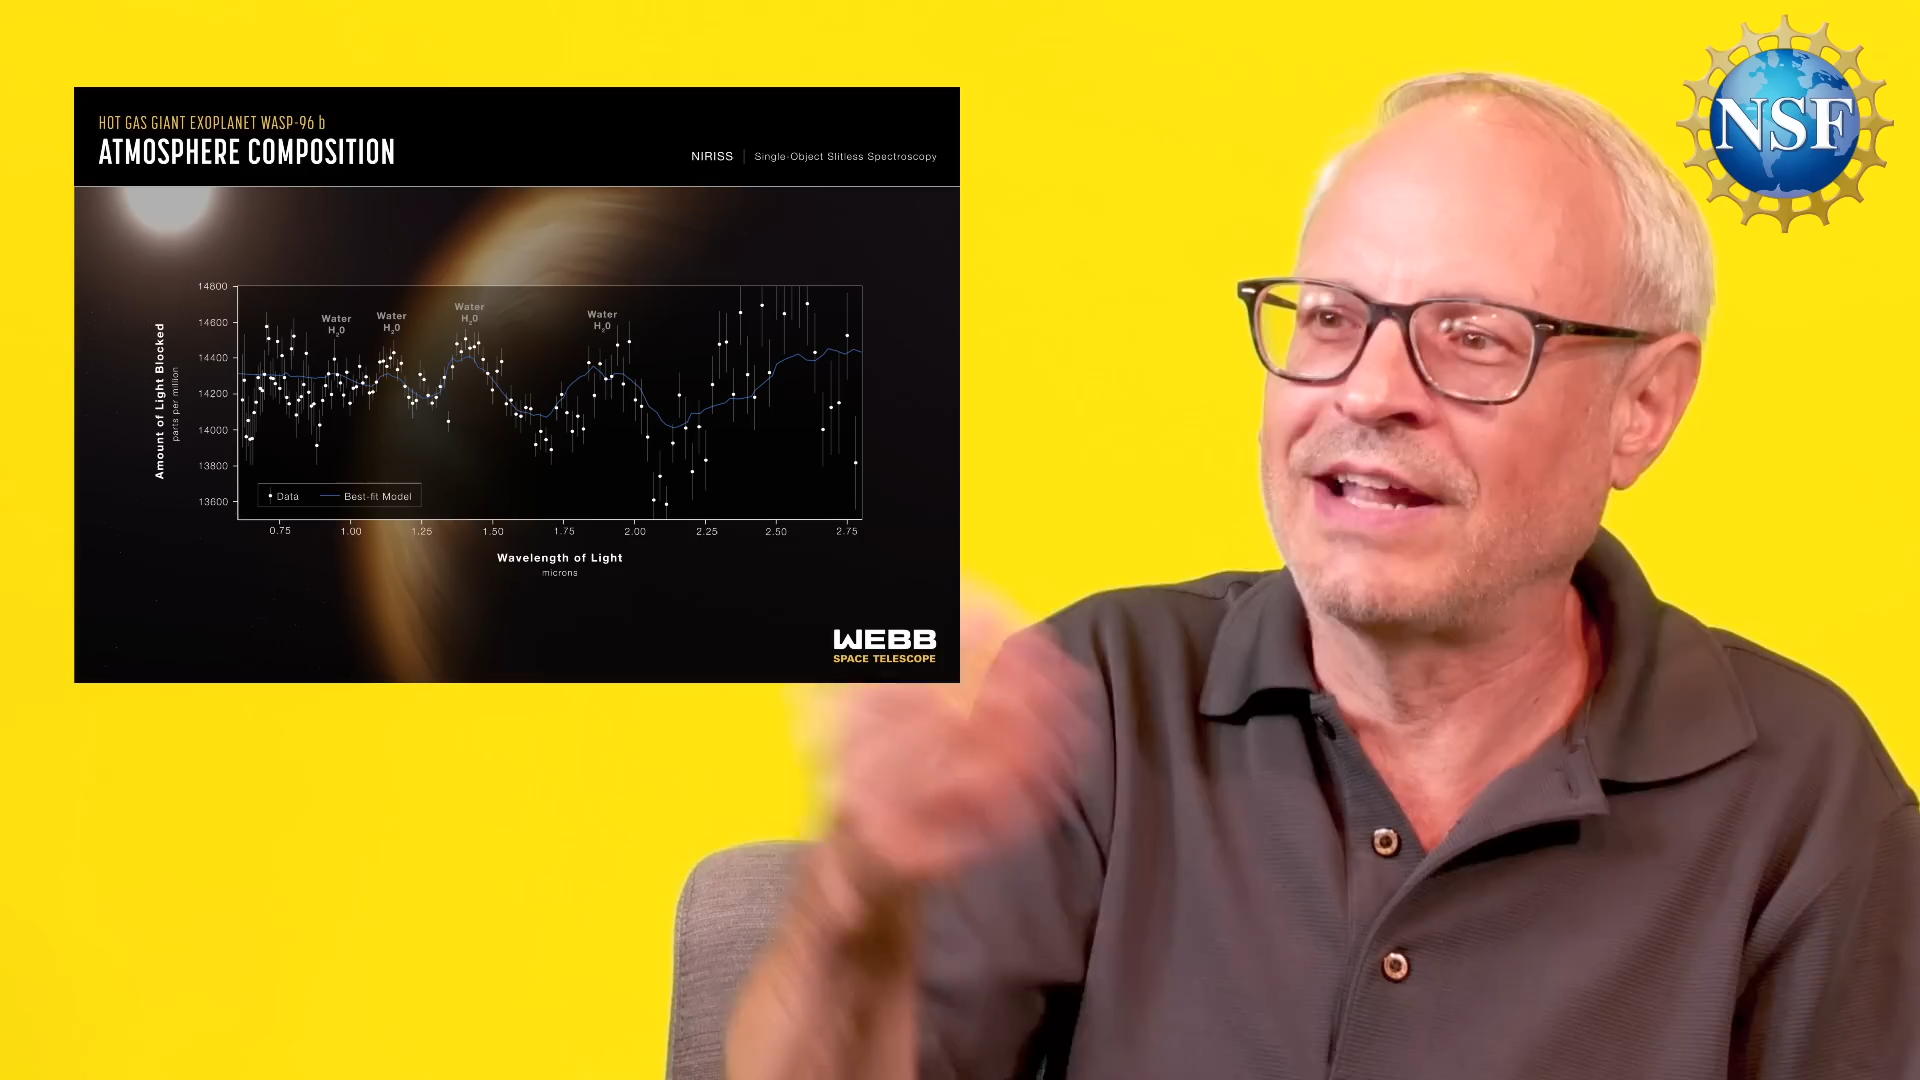 HOT GAS GIANT EXOPLANET WASP-96 b
ATMOSPHERE COMPOSITION
NIRISS | Single-Object Slitless Spectroscopy
NSF
14800
14600
14400
14200
14000
13800
13600
Amount of Light Blocked
parts per million
Water
H2O
Water
H2O
Water
H2O
Water
H2O
Data
Best-fit Model
0.75 1.00 1.25 1.50 1.75 2.00 2.25 2.50 2.75
Wavelength of Light
microns
WEBB
SPACE TELESCOPE